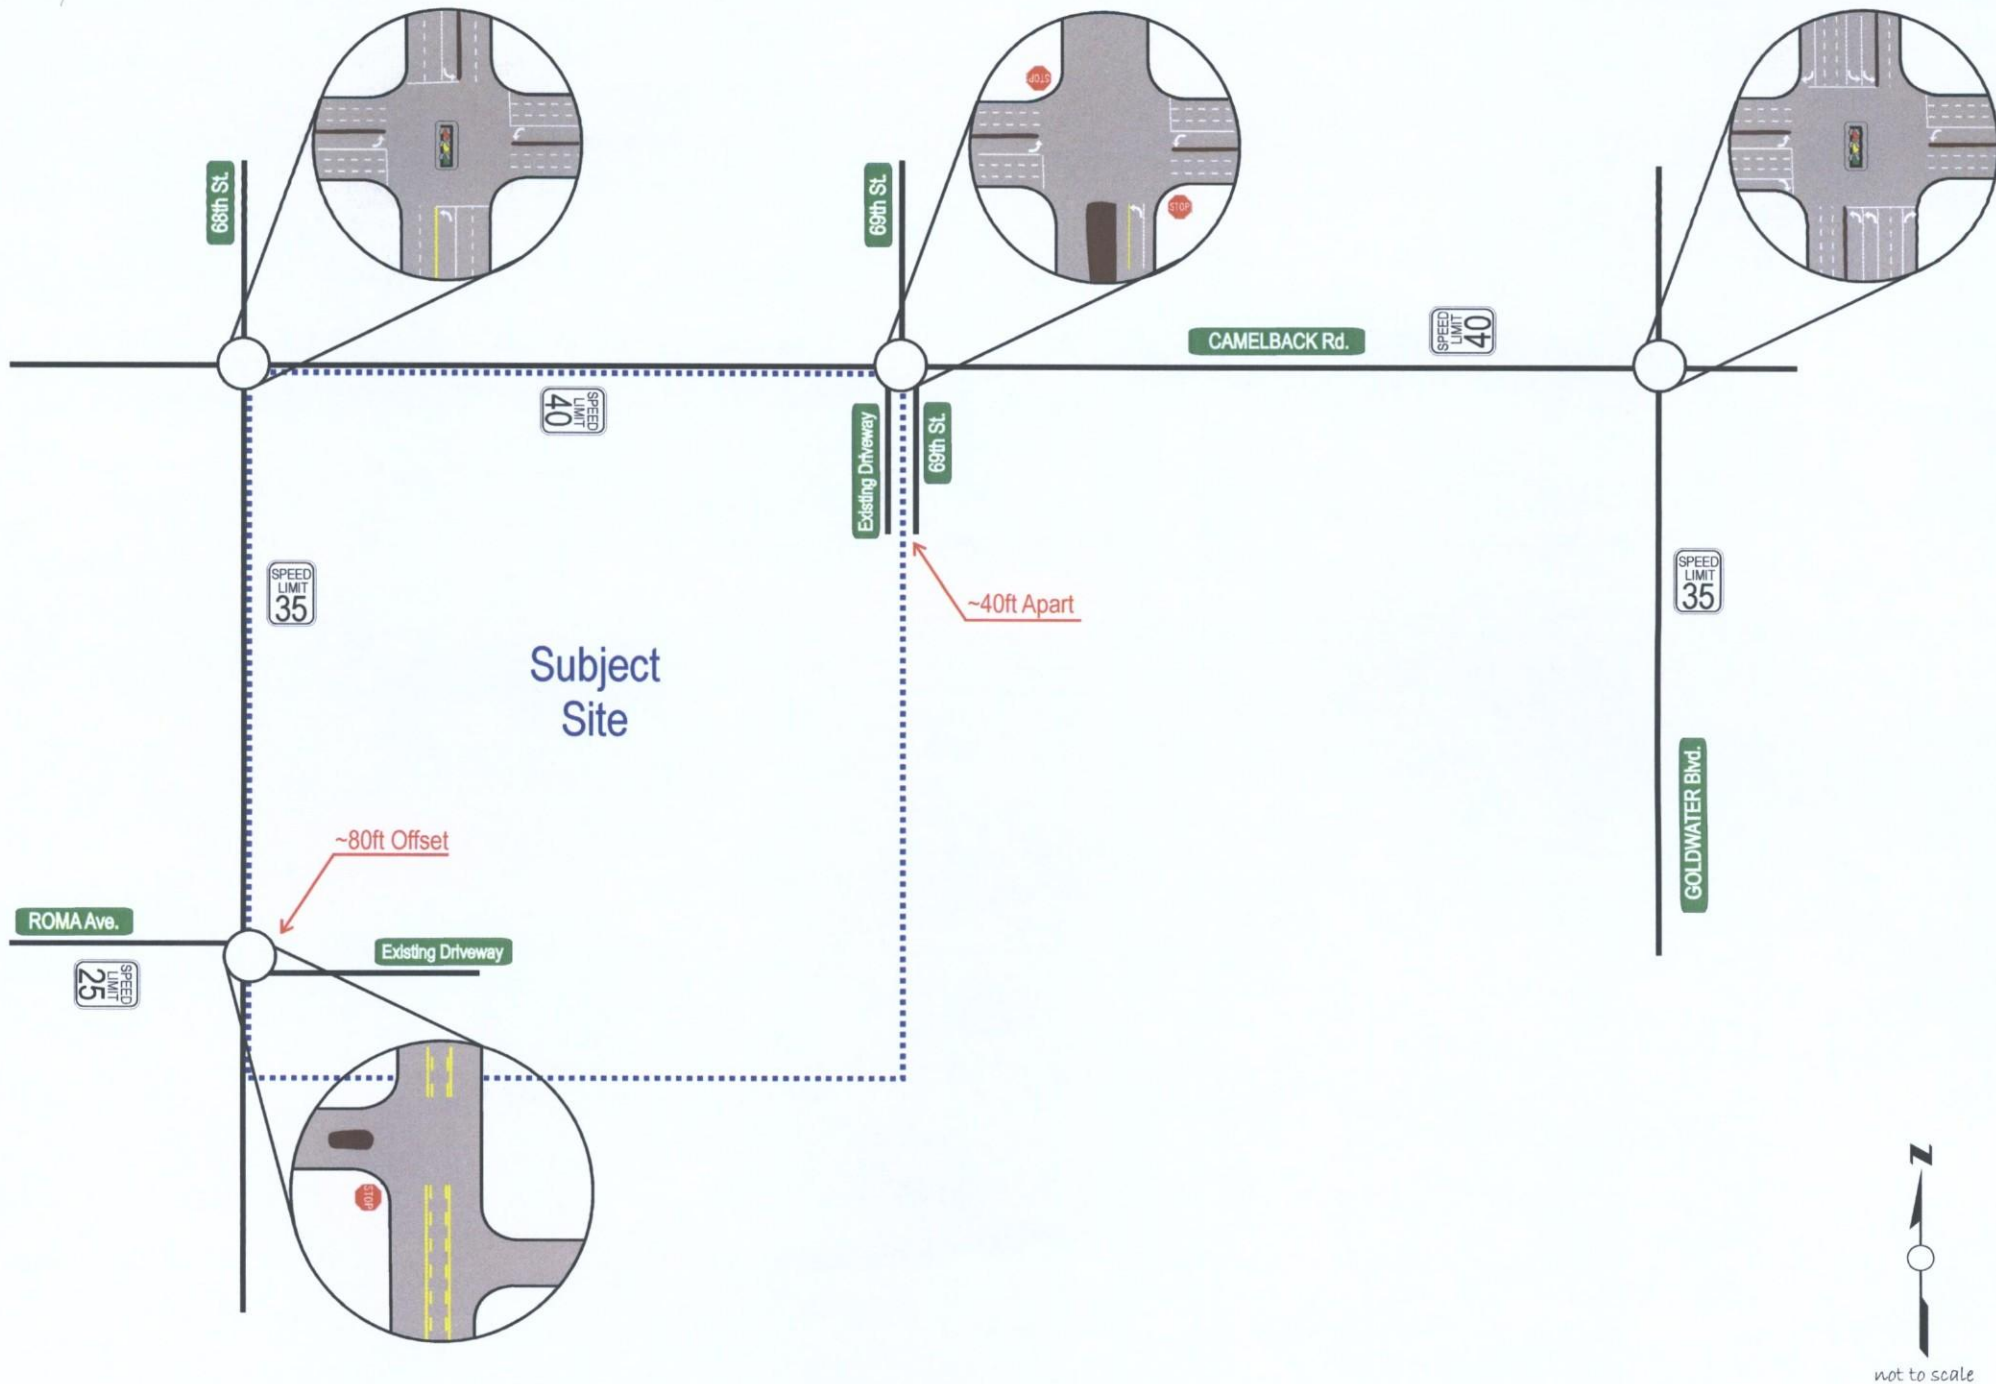 STOP
STOP
68th St.
69th St.
CAMELBACK Rd.
SPEED
LIMIT
40
SPEED
LIMIT
40
Existing Driveway
69th St.
SPEED
LIMIT
35
SPEED
LIMIT
35
~40ft Apart
Subject
Site
GOLDWATER Blvd.
~80ft Offset
ROMA Ave.
Existing Driveway
SPEED
LIMIT
25
STOP
N
not to scale